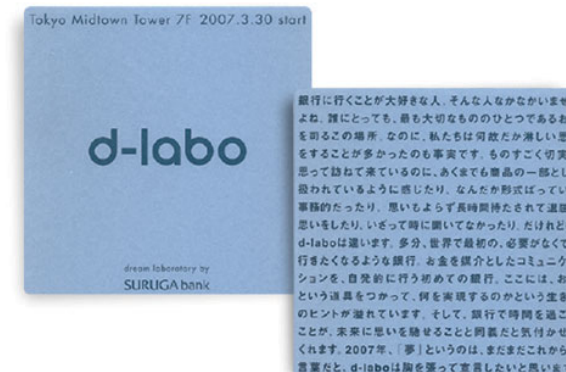 Tokyo Midtown Tower 7F 2007.3.30 start
d-labo
dream laboratory by
SURUGA bank
銀行に行くことが大好きな人。そんな人なかなかいませ
よね。誰にとっても、最も大切なもののひとつであるお
を司るこの場所。なのに、私たちは何故だか淋しい思
をすることが多かったのも事実です。ものすごく切実
思って訪ねて来ているのに、あくまでも商品の一部とし
扱われているように感じたり、なんだか形式ばってい
事務的だったり、思いもよらず長時間待たされて退屈
思いをしたり、いざって時に開いてなかったり。だけれど
d-laboは違います。多分、世界で最初の、必要がなくて
行きたくなるような銀行。お金を媒介としたコミュニケ
ションを、自発的に行う初めての銀行。ここには、お
という道具をつかって、何を実現するのかという生き
のヒントが溢れています。そして、銀行で時間を過ご
ことが、未来に思いを馳せることと同義だと気付かせ
くれます。2007年、「夢」というのは、まだまだこれから
言葉だと、d-laboは胸を張って宣言したいと思います